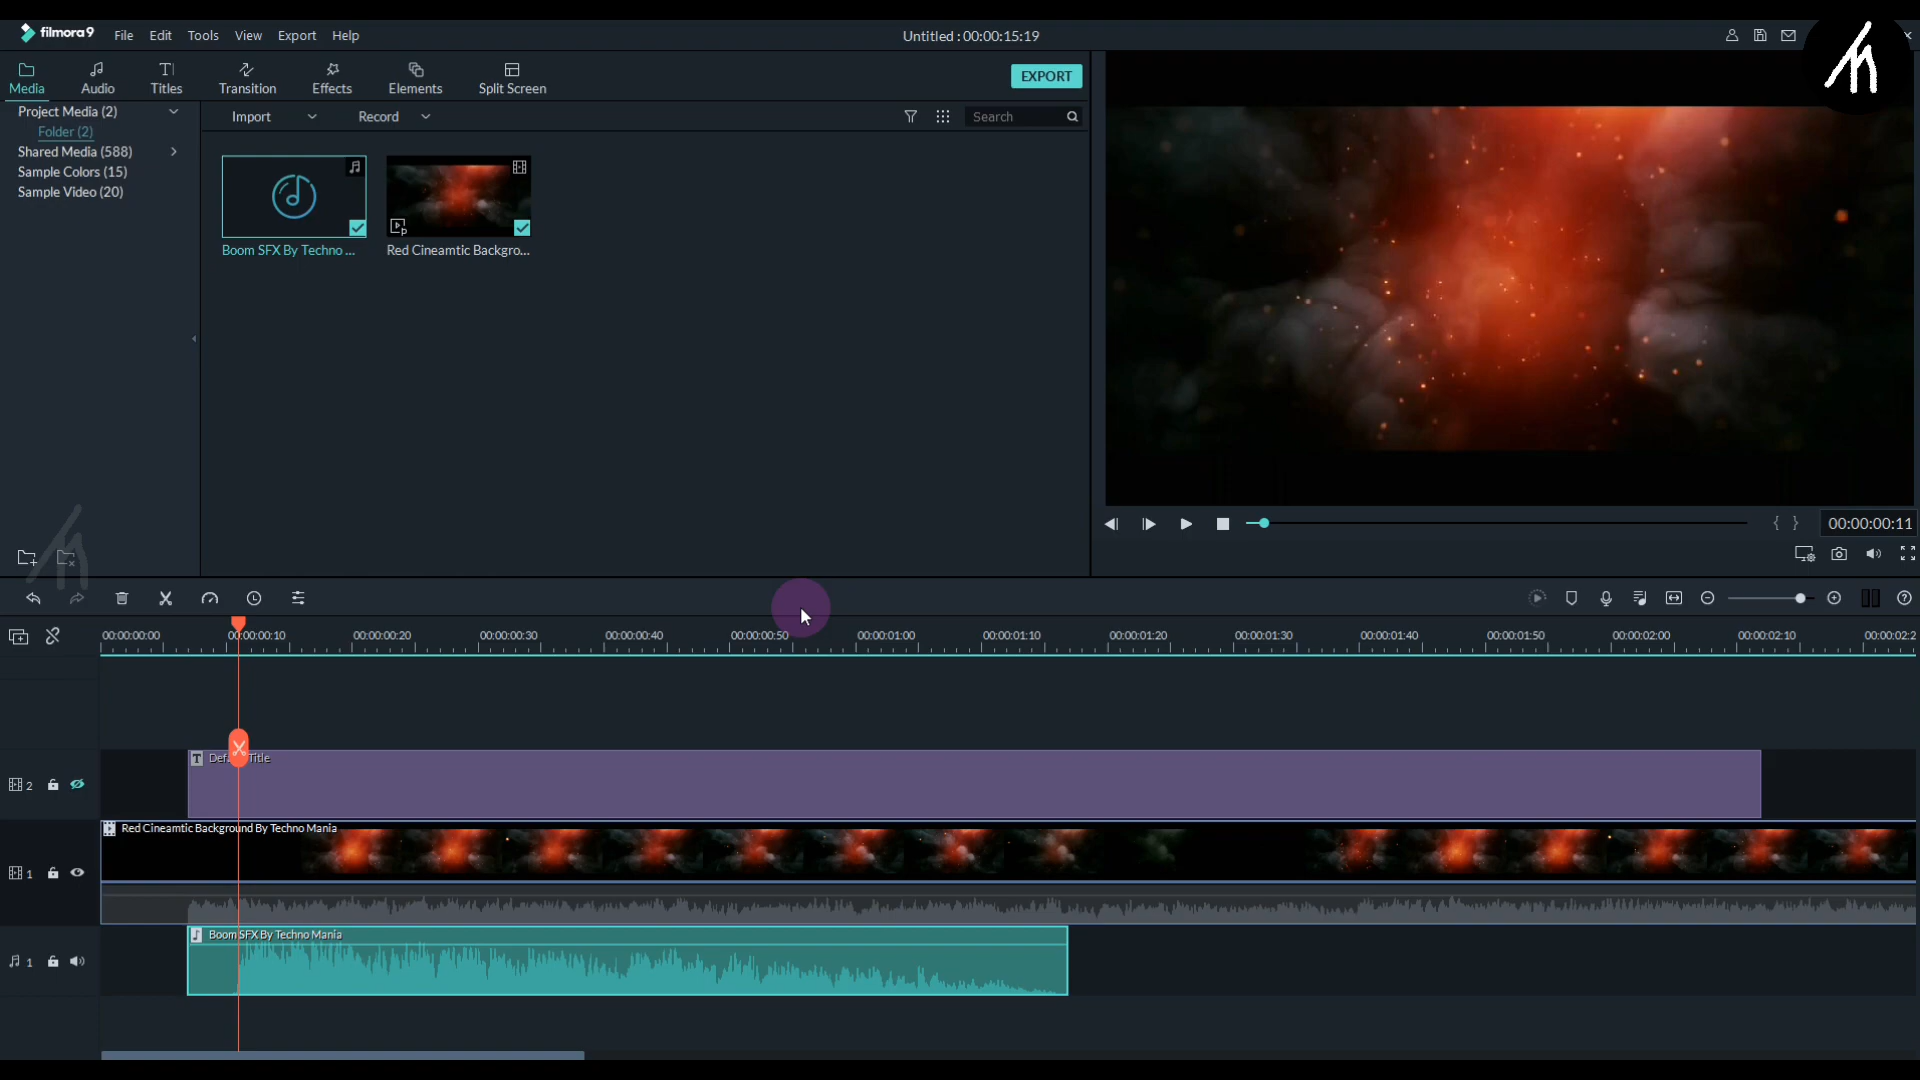 filmora9 File Edit Tools View Export Help Untitled : 00:00:15:19
Media Audio Titles Transition Effects Elements Split Screen EXPORT
Project Media (2) Import Record Search
Folder (2)
Shared Media (588)
Sample Colors (15)
Sample Video (20)
Boom SFX By Techno ... Red Cineamtic Backgro...
00:00:00:11
00:00:00:00 00:00:00:10 00:00:00:20 00:00:00:30 00:00:00:40 00:00:00:50 00:00:01:00 00:00:01:10 00:00:01:20 00:00:01:30 00:00:01:40 00:00:01:50 00:00:02:00 00:00:02:10 00:00:02:2
T Def Title
2
Red Cineamtic Background By Techno Mania
1
Boom SFX By Techno Mania
1